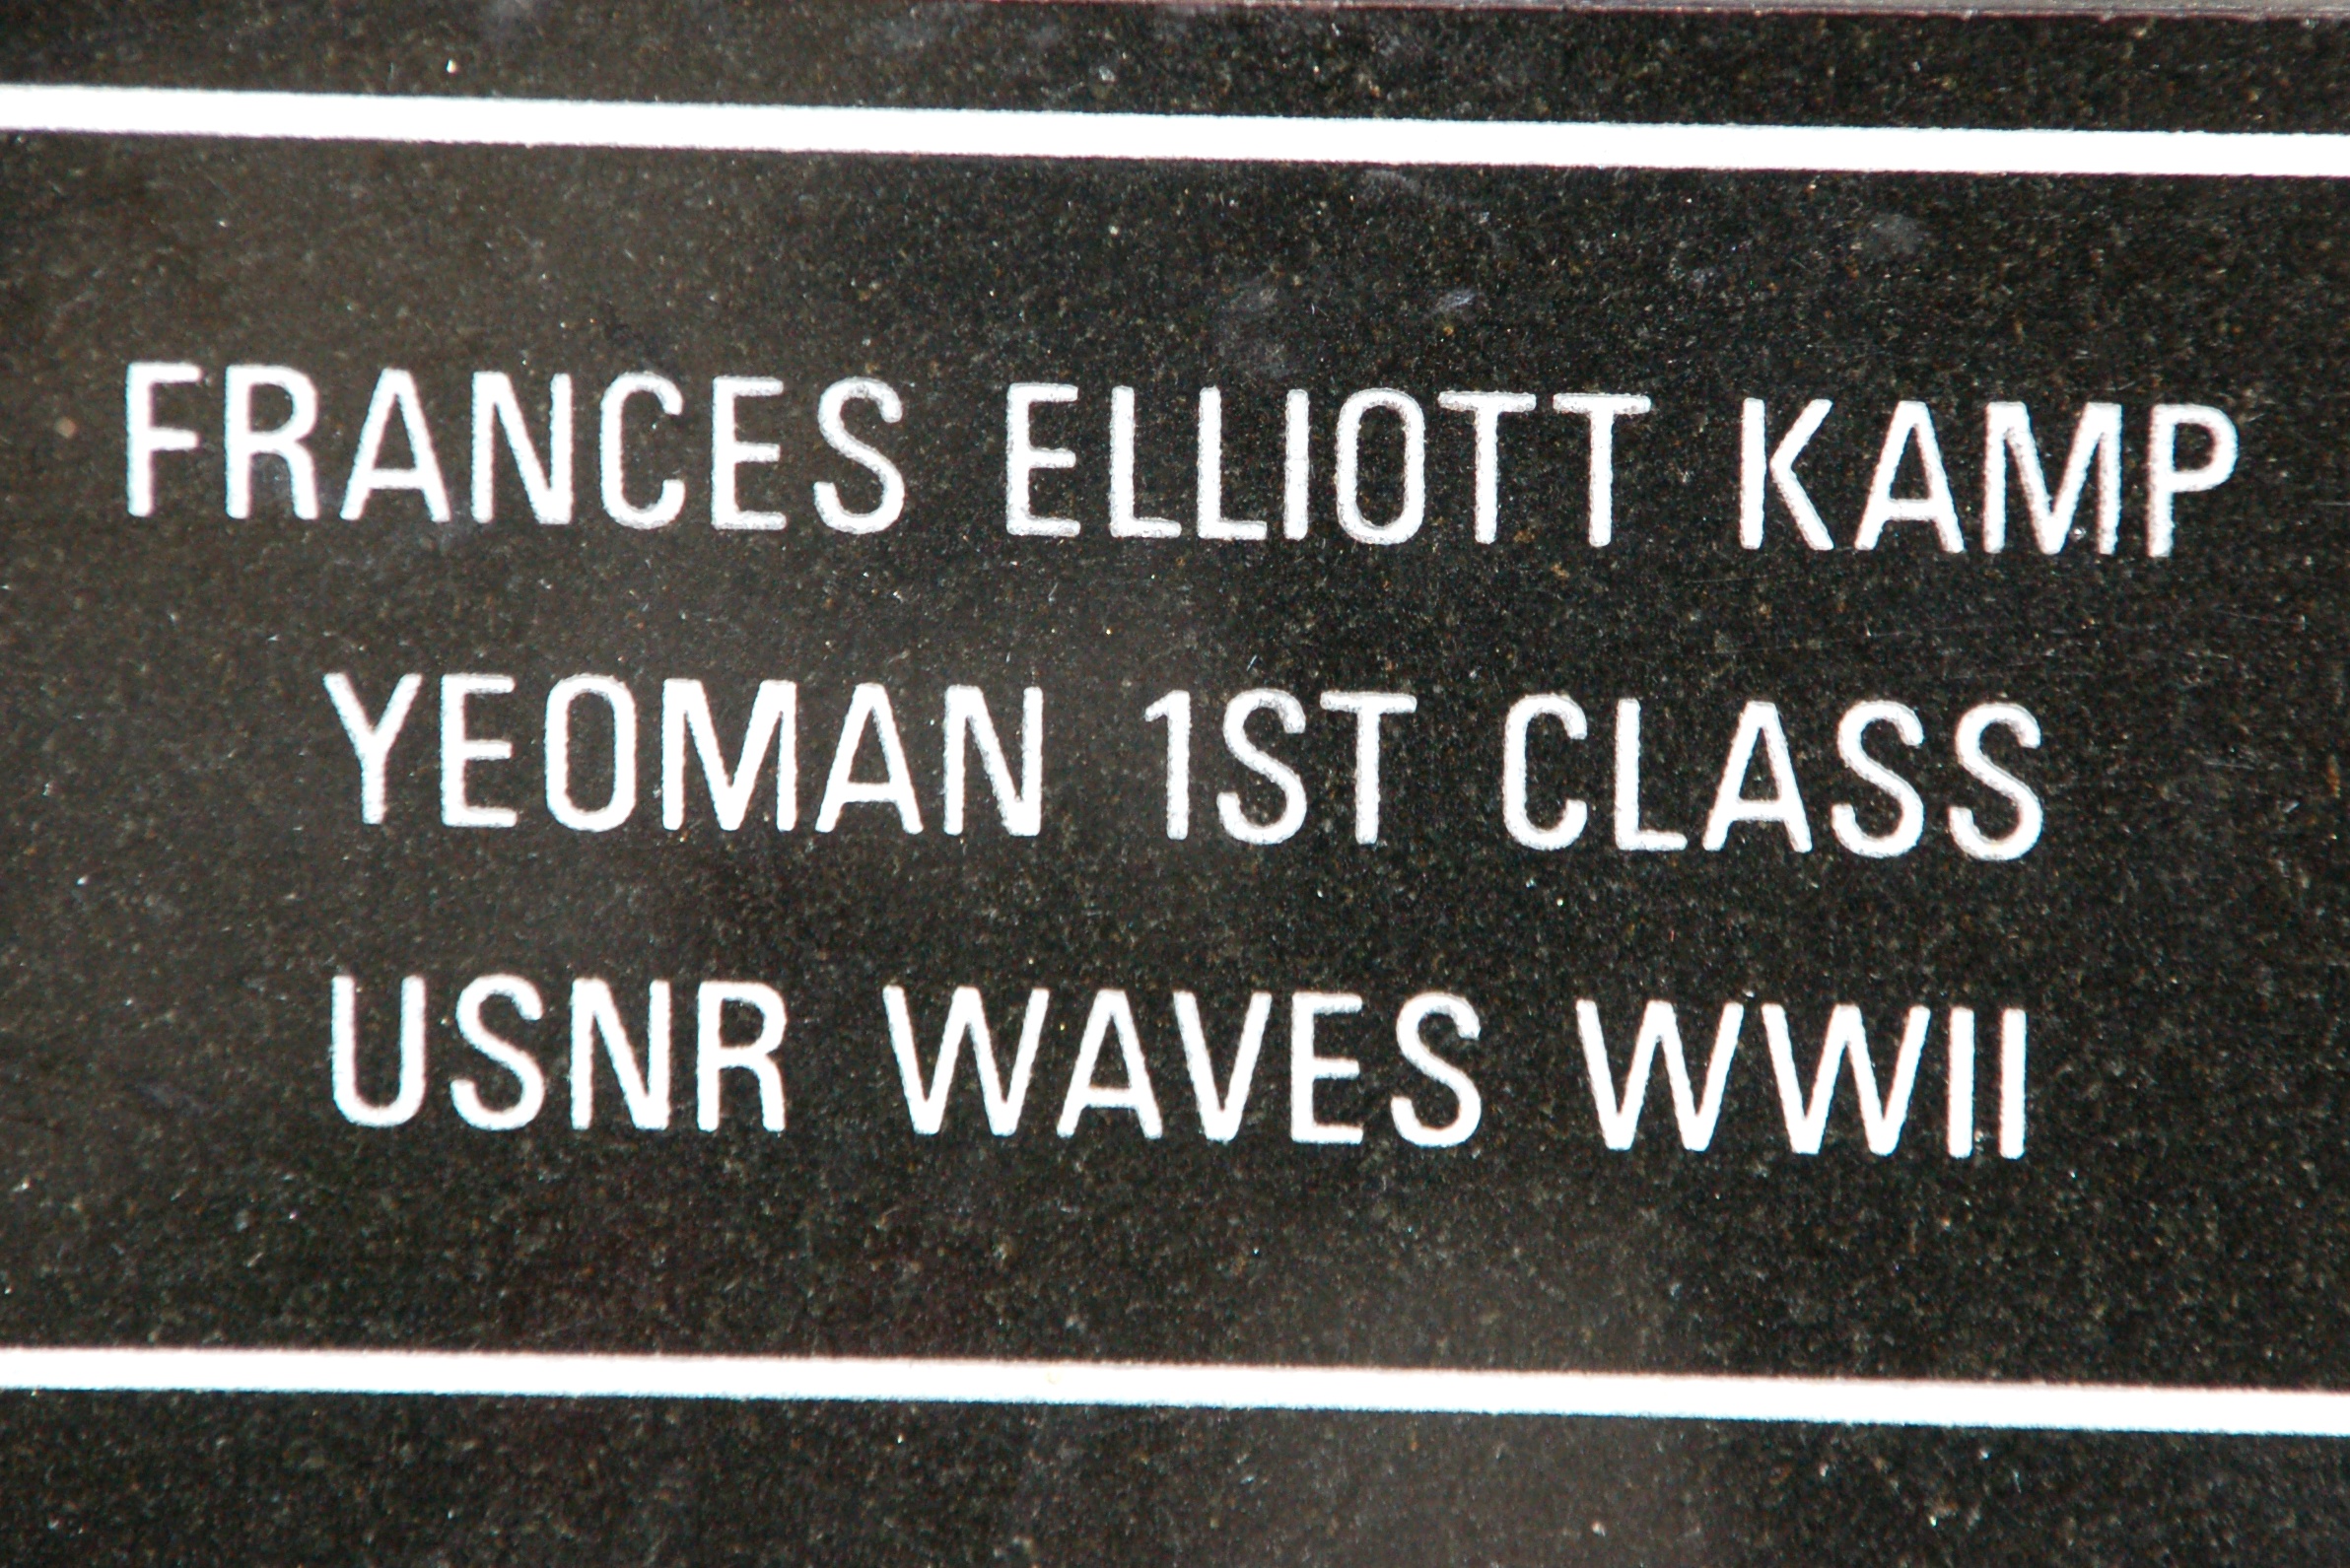 FRANCES ELLIOTT KAMP
YEOMAN 1ST CLASS
USNR WAVES WWII